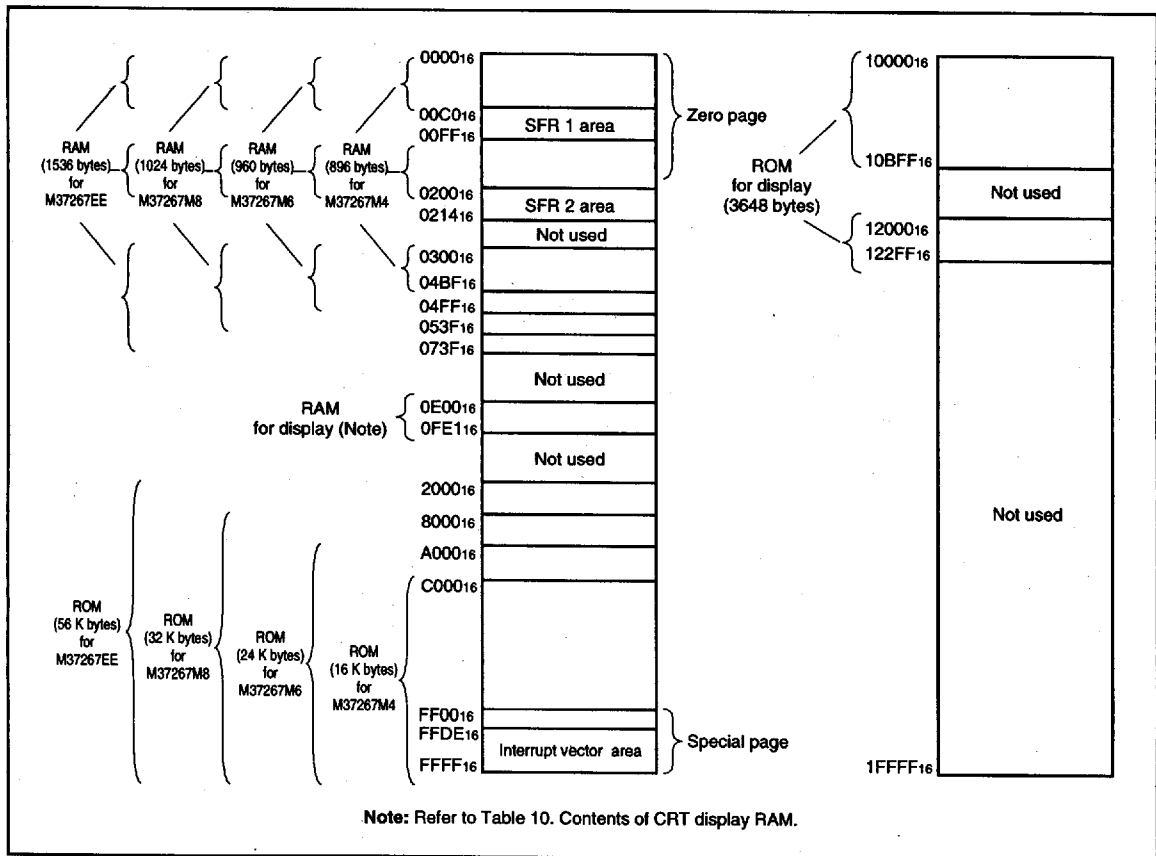 0000₁₆
00C0₁₆
SFR 1 area
00FF₁₆
Zero page
RAM
(1536 bytes)
for
M37267EE
RAM
(1024 bytes)
for
M37267M8
RAM
(960 bytes)
for
M37267M6
RAM
(896 bytes)
for
M37267M4
0200₁₆
SFR 2 area
0214₁₆
Not used
0300₁₆
04BF₁₆
04FF₁₆
053F₁₆
073F₁₆
Not used
RAM
for display (Note)
0E00₁₆
0FE1₁₆
Not used
2000₁₆
8000₁₆
A000₁₆
C000₁₆
ROM
(56 K bytes)
for
M37267EE
ROM
(32 K bytes)
for
M37267M8
ROM
(24 K bytes)
for
M37267M6
ROM
(16 K bytes)
for
M37267M4
FF00₁₆
FFDE₁₆
Interrupt vector area
FFFF₁₆
Special page
10000₁₆
ROM
for display
(3648 bytes)
10BFF₁₆
Not used
12000₁₆
122FF₁₆
Not used
1FFFF₁₆
Note: Refer to Table 10. Contents of CRT display RAM.